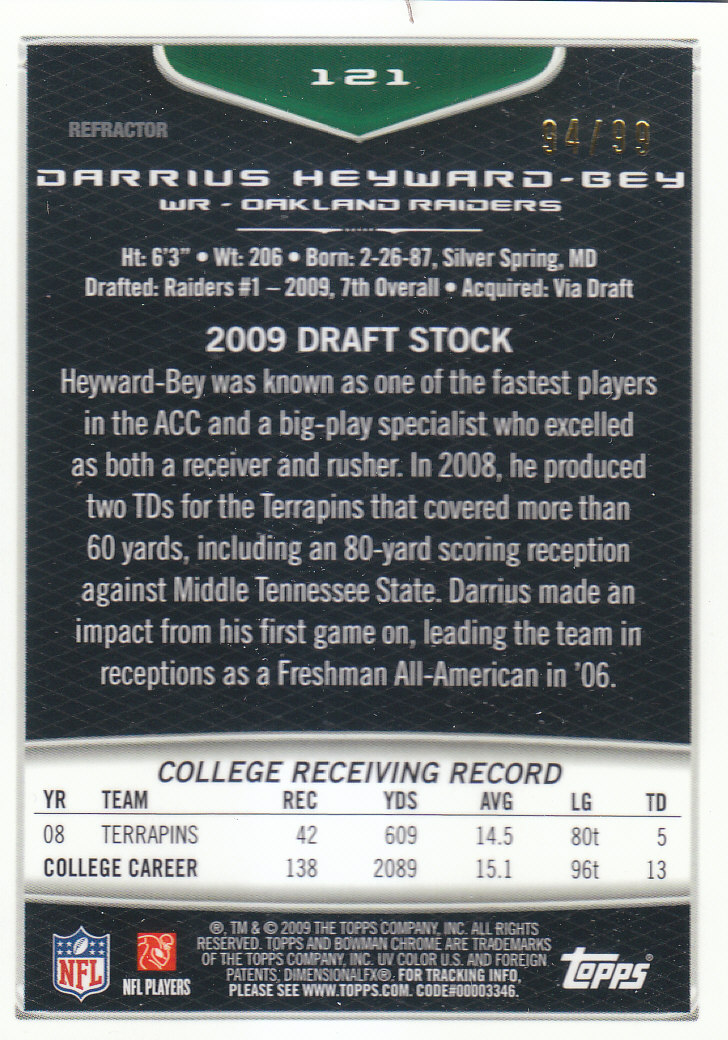 121
REFRACTOR
94/99
DARRIUS HEYWARD-BEY
WR - OAKLAND RAIDERS
Ht: 6'3" • Wt: 206 • Born: 2-26-87, Silver Spring, MD
Drafted: Raiders #1 – 2009, 7th Overall • Acquired: Via Draft
2009 DRAFT STOCK
Heyward-Bey was known as one of the fastest players
in the ACC and a big-play specialist who excelled
as both a receiver and rusher. In 2008, he produced
two TDs for the Terrapins that covered more than
60 yards, including an 80-yard scoring reception
against Middle Tennessee State. Darrius made an
impact from his first game on, leading the team in
receptions as a Freshman All-American in '06.
COLLEGE RECEIVING RECORD
YR TEAM REC YDS AVG LG TD
08 TERRAPINS 42 609 14.5 80t 5
COLLEGE CAREER 138 2089 15.1 96t 13
NFL
NFL PLAYERS
®, TM & © 2009 THE TOPPS COMPANY, INC. ALL RIGHTS
RESERVED. TOPPS AND BOWMAN CHROME ARE TRADEMARKS
OF THE TOPPS COMPANY, INC. UV COLOR U.S. AND FOREIGN
PATENTS; DIMENSIONALFX®. FOR TRACKING INFO,
PLEASE SEE WWW.TOPPS.COM. CODE#00003346.
TOPPS®